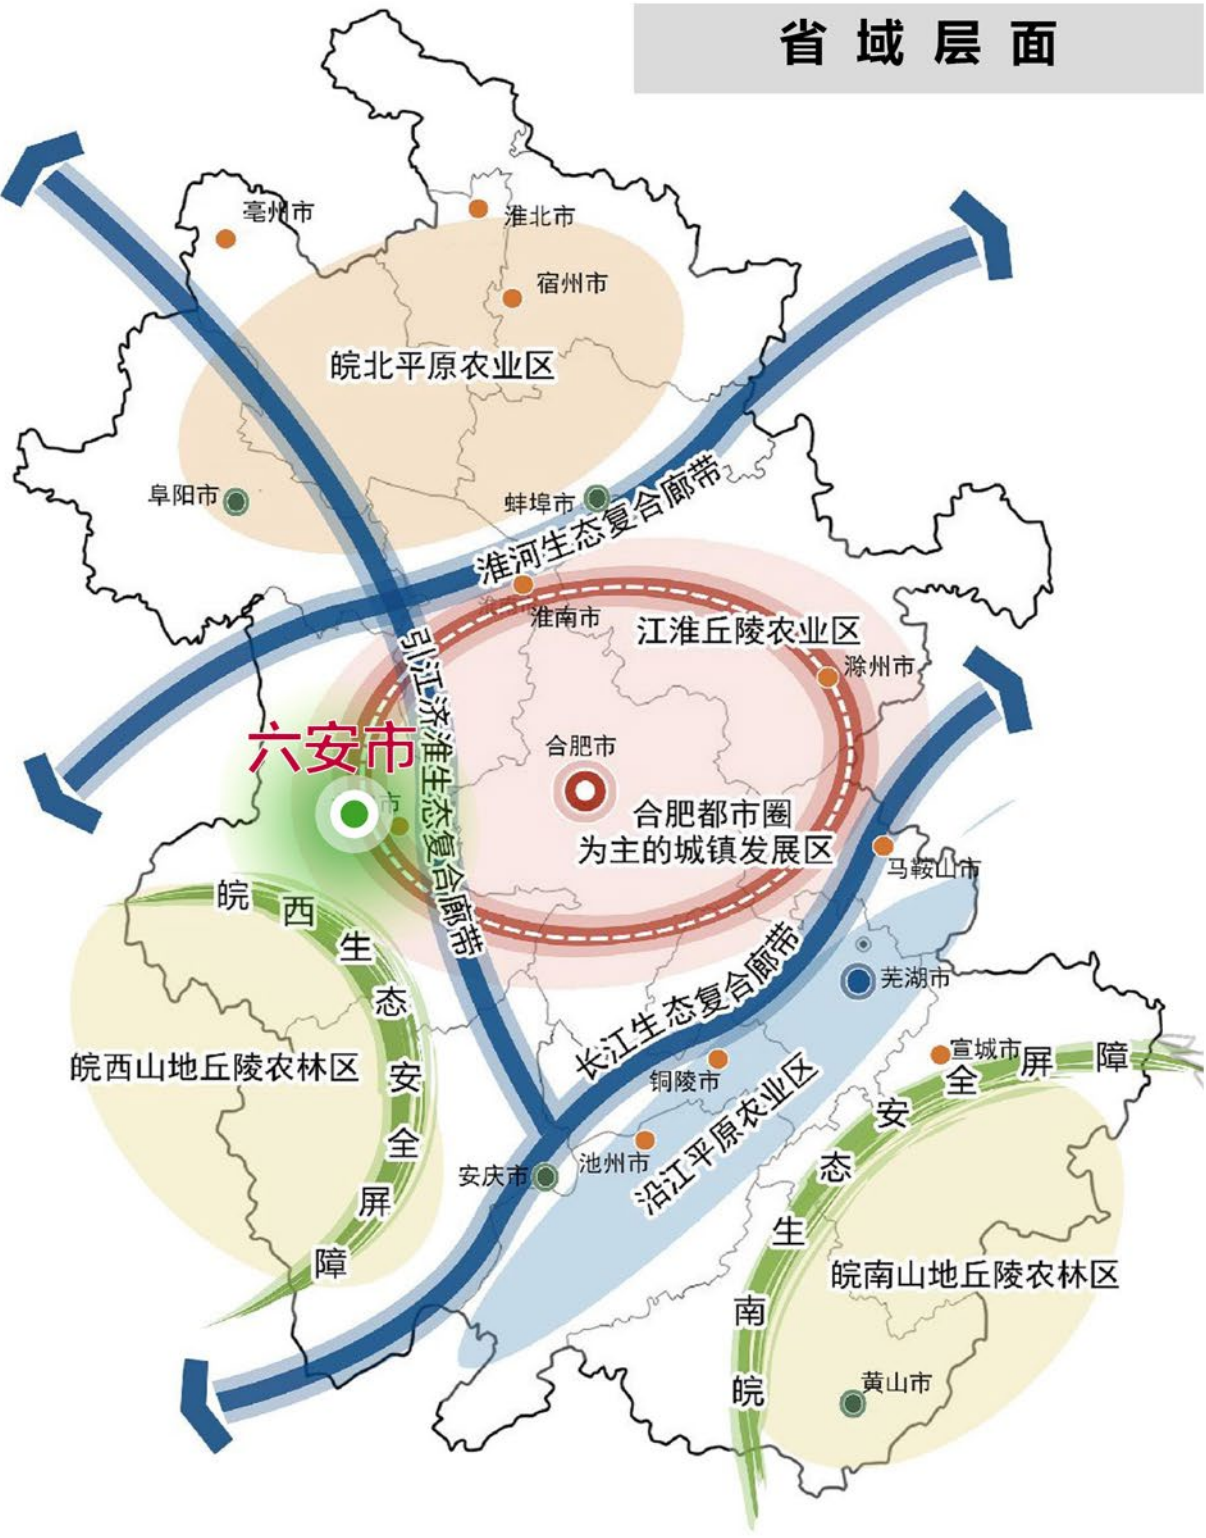 省域层面
亳州市
淮北市
宿州市
皖北平原农业区
阜阳市
蚌埠市
淮河生态复合廊带
淮南市
江淮丘陵农业区
滁州市
引江济淮生态复合廊带
六安市
合肥市
市
合肥都市圈
为主的城镇发展区
马鞍山市
皖西生态安全屏障
长江生态复合廊带
芜湖市
皖西山地丘陵农林区
铜陵市
宣城市
皖南生态安全屏障
沿江平原农业区
池州市
安庆市
皖南山地丘陵农林区
黄山市